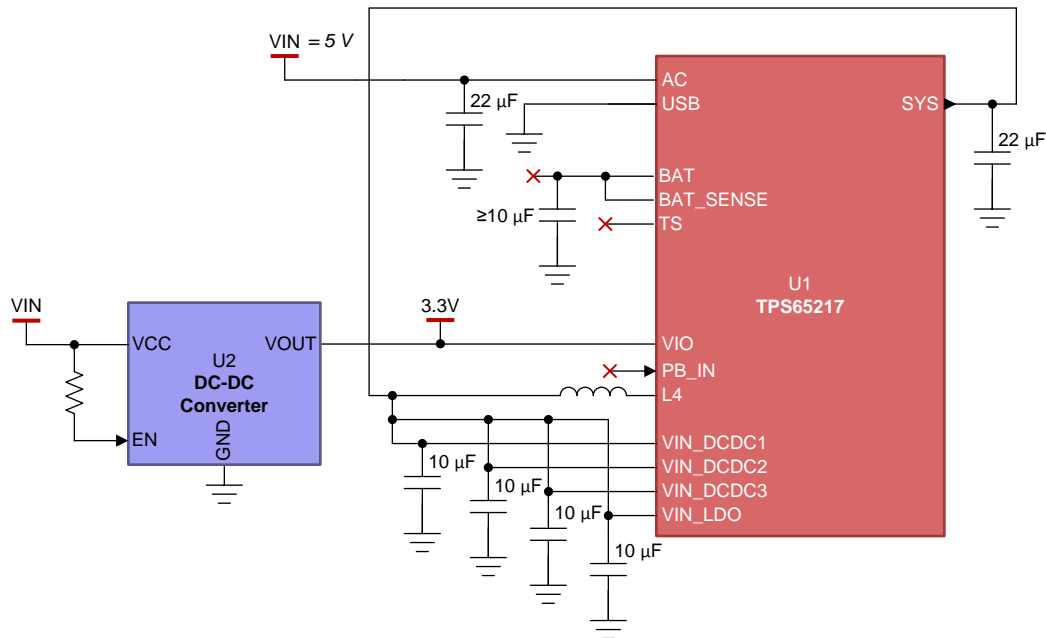 VIN = 5 V
AC
22 µF
USB
SYS
22 µF
BAT
BAT_SENSE
≥10 µF
TS
U1
TPS65217
VIN
3.3V
VCC
VOUT
VIO
U2
DC-DC
Converter
PB_IN
L4
EN
GND
VIN_DCDC1
10 µF
VIN_DCDC2
10 µF
VIN_DCDC3
10 µF
VIN_LDO
10 µF